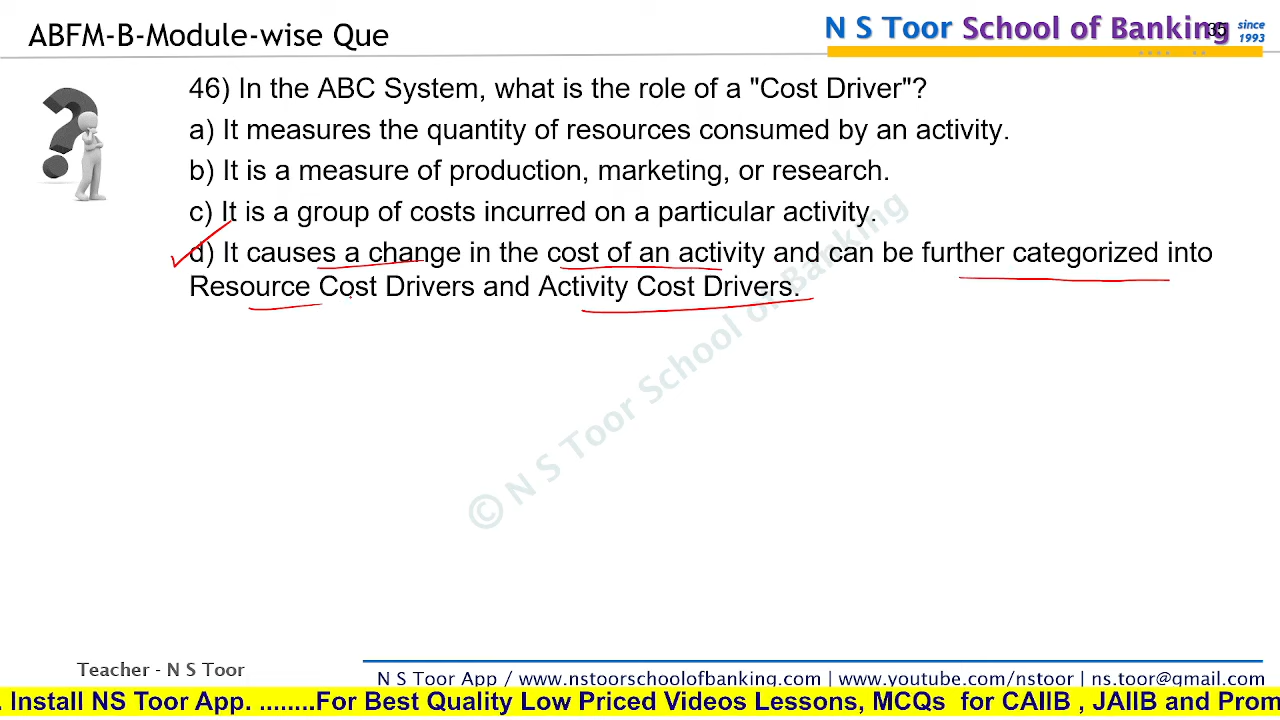 ABFM-B-Module-wise Que
N S Toor School of Banking
since
1993
35
46) In the ABC System, what is the role of a "Cost Driver"?
a) It measures the quantity of resources consumed by an activity.
b) It is a measure of production, marketing, or research.
c) It is a group of costs incurred on a particular activity.
d) It causes a change in the cost of an activity and can be further categorized into
Resource Cost Drivers and Activity Cost Drivers.
© N S Toor School of Banking
Teacher - N S Toor
N S Toor App / www.nstoorschoolofbanking.com | www.youtube.com/nstoor | ns.toor@gmail.com
. Install NS Toor App. ........For Best Quality Low Priced Videos Lessons, MCQs for CAIIB , JAIIB and Prom